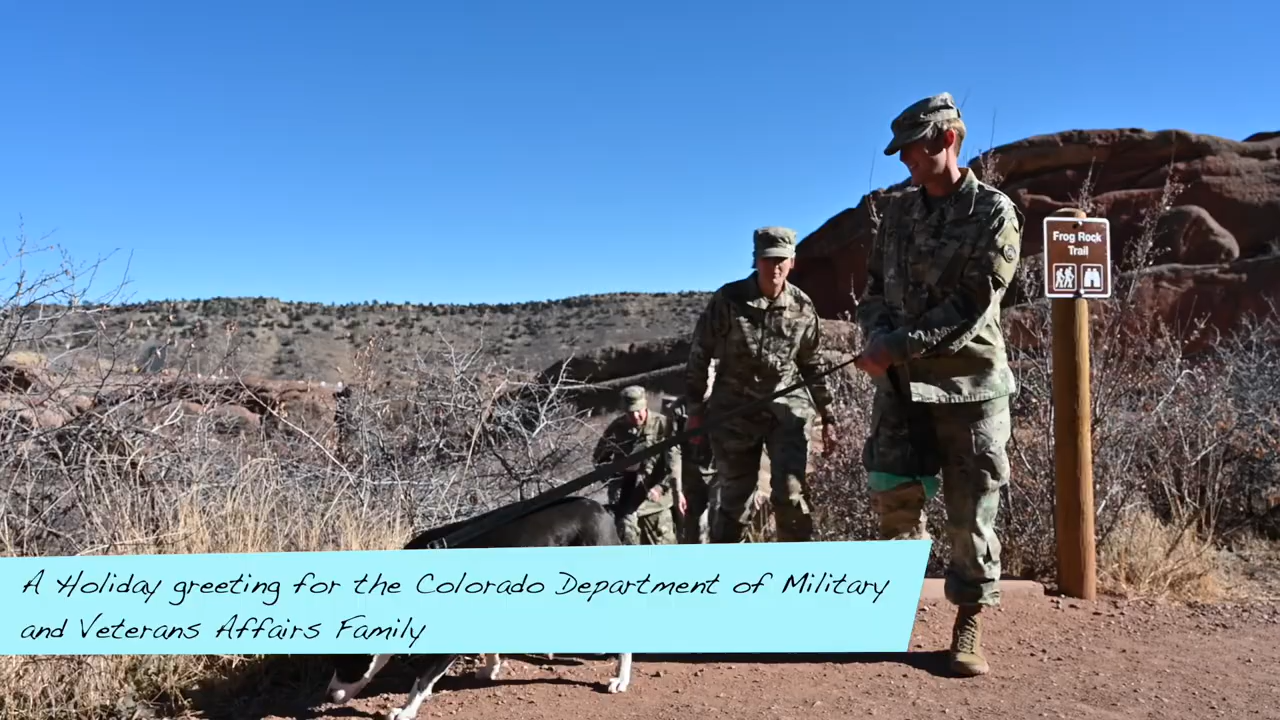 Frog Rock
Trail
A Holiday greeting for the Colorado Department of Military
and Veterans Affairs Family